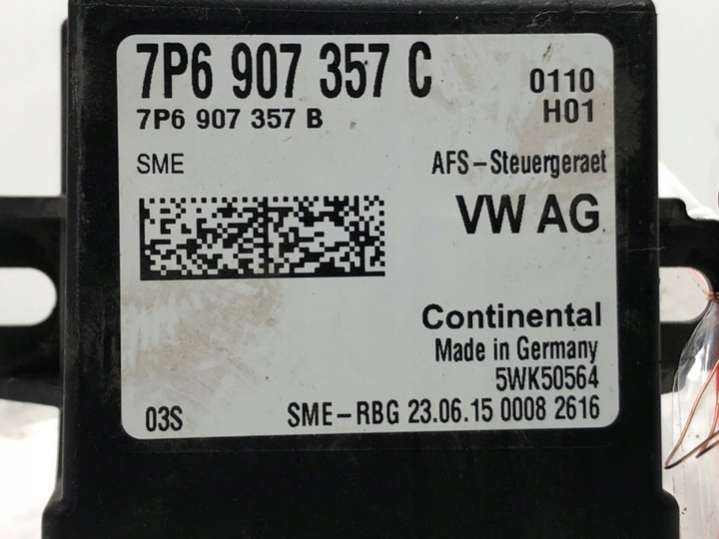 7P6 907 357 C
0110
7P6 907 357 B
H01
SME
AFS-Steuergeraet
VW AG
Continental
Made in Germany
5WK50564
03S
SME-RBG 23.06.15 0008 2616